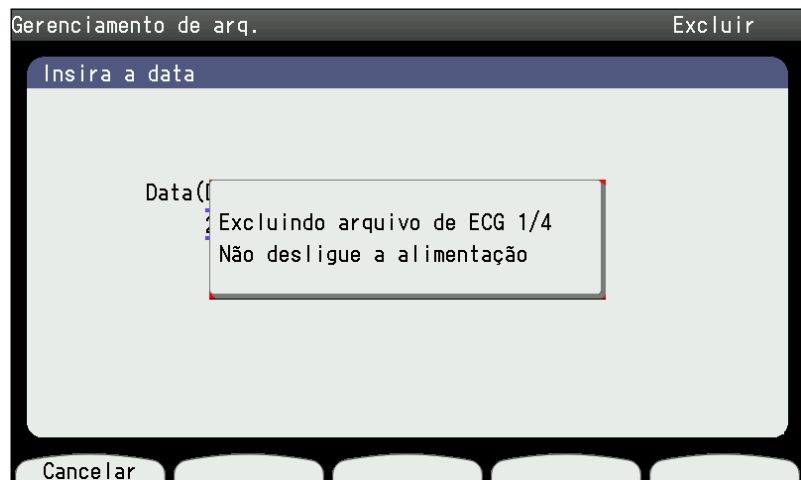 Gerenciamento de arq. Excluir
Insira a data
Data(
Excluindo arquivo de ECG 1/4
Não desligue a alimentação
Cancelar